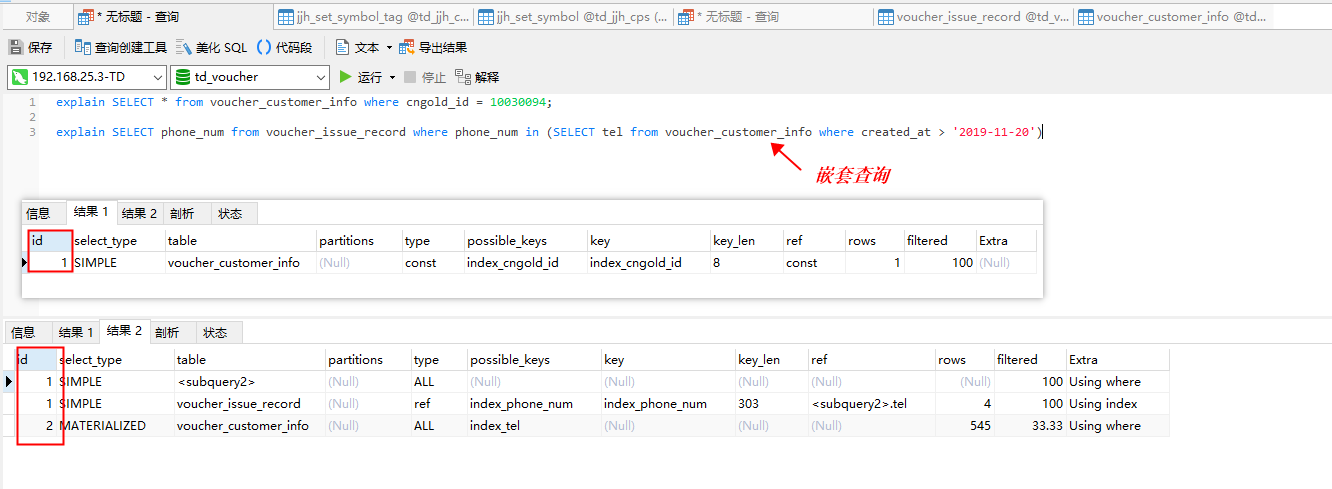 对象 * 无标题 - 查询 jjh_set_symbol_tag @td_jjh_c... jjh_set_symbol @td_jjh_cps (... * 无标题 - 查询 voucher_issue_record @td_v... voucher_customer_info @td...
保存 查询创建工具 美化 SQL 代码段 文本 导出结果
192.168.25.3-TD td_voucher 运行 停止 解释
1 explain SELECT * from voucher_customer_info where cngold_id = 10030094;
2
3 explain SELECT phone_num from voucher_issue_record where phone_num in (SELECT tel from voucher_customer_info where created_at > '2019-11-20')
嵌套查询
信息 结果 1 结果 2 剖析 状态
id select_type table partitions type possible_keys key key_len ref rows filtered Extra
1 SIMPLE voucher_customer_info (Null) const index_cngold_id index_cngold_id 8 const 1 100 (Null)
信息 结果 1 结果 2 剖析 状态
id select_type table partitions type possible_keys key key_len ref rows filtered Extra
1 SIMPLE <subquery2> (Null) ALL (Null) (Null) (Null) (Null) (Null) 100 Using where
1 SIMPLE voucher_issue_record (Null) ref index_phone_num index_phone_num 303 <subquery2>.tel 4 100 Using index
2 MATERIALIZED voucher_customer_info (Null) ALL index_tel (Null) (Null) (Null) 545 33.33 Using where